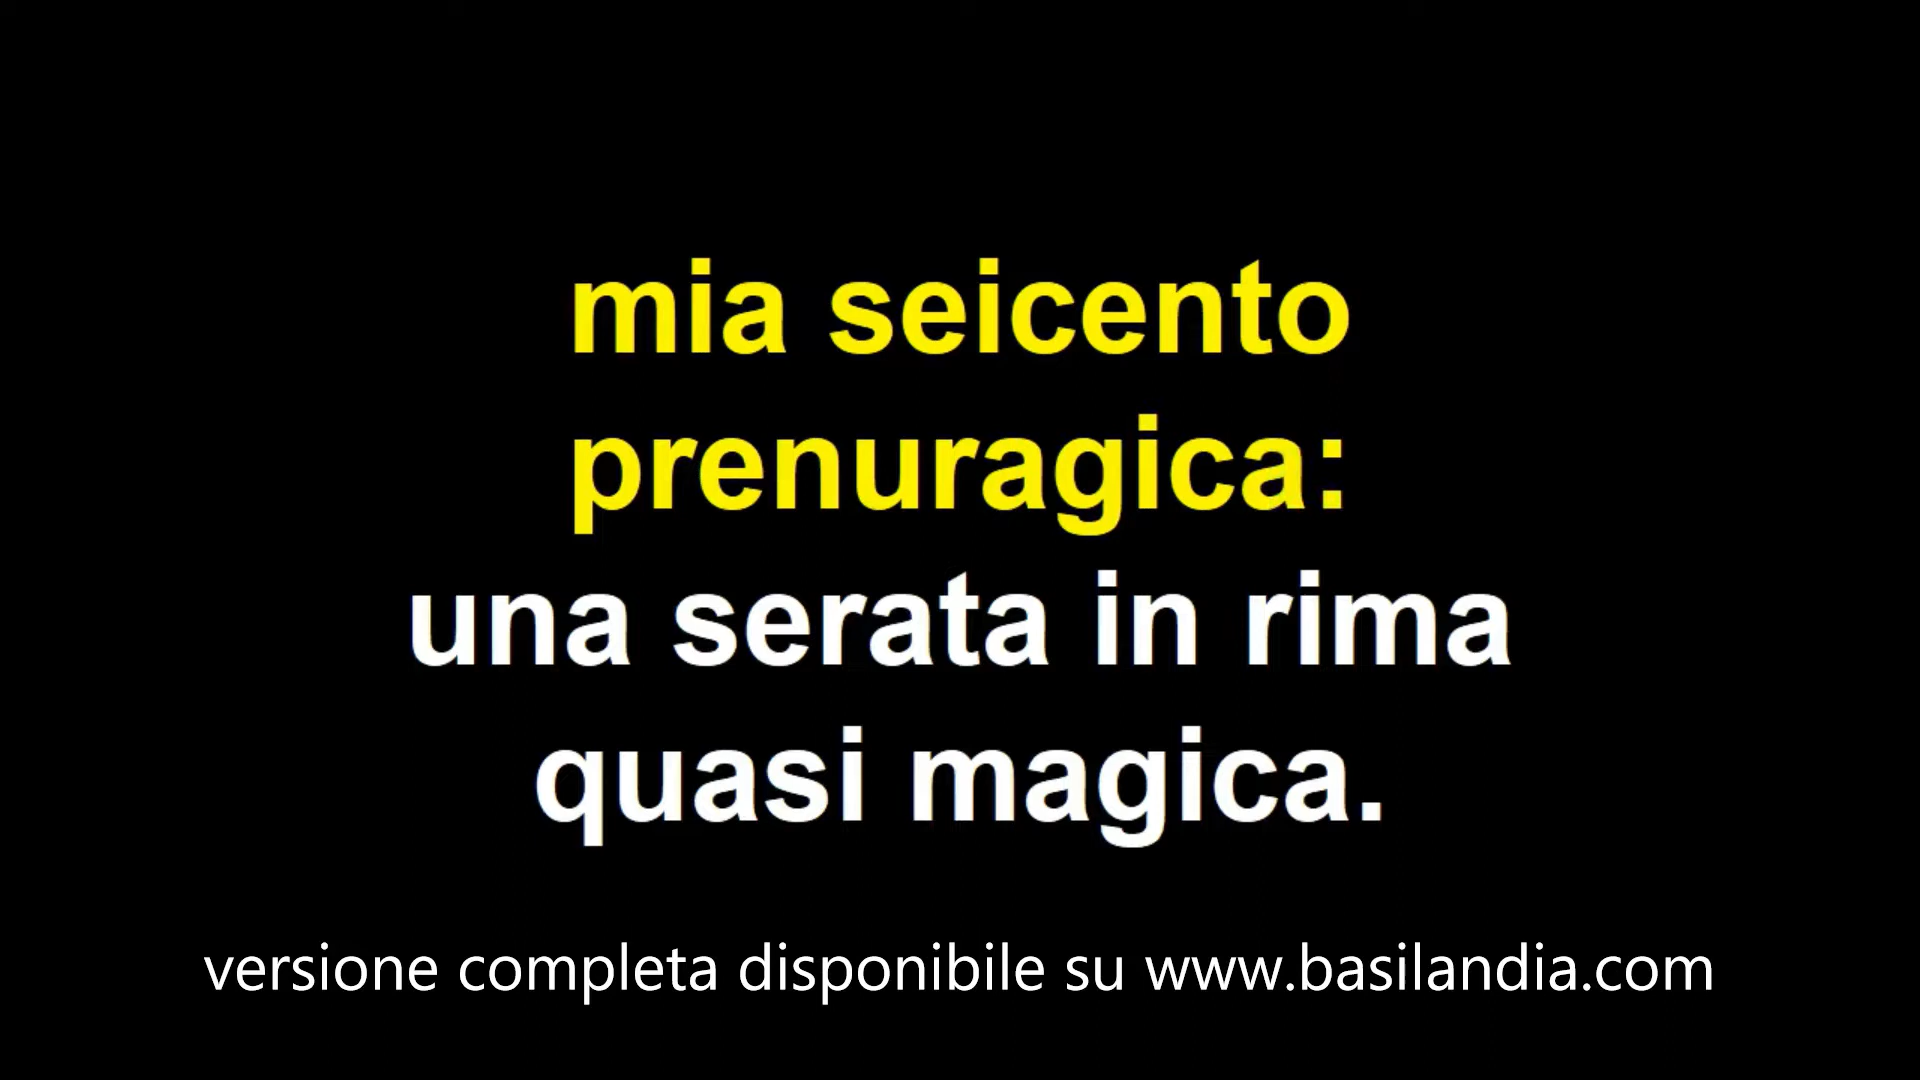 mia seicento
prenuragica:
una serata in rima
quasi magica.
versione completa disponibile su www.basilandia.com